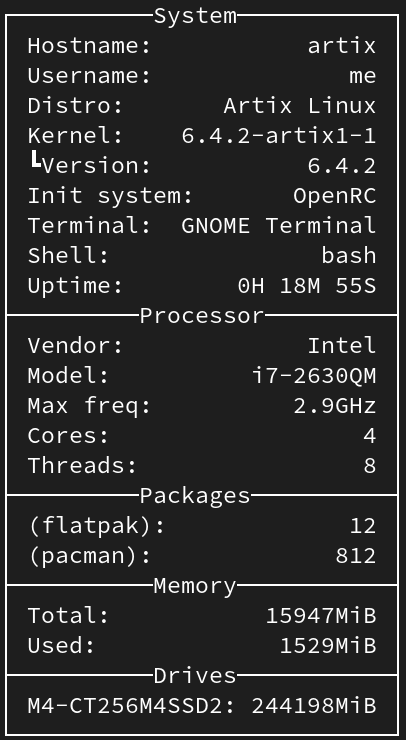 System
Hostname: artix
Username: me
Distro: Artix Linux
Kernel: 6.4.2-artix1-1
┗Version: 6.4.2
Init system: OpenRC
Terminal: GNOME Terminal
Shell: bash
Uptime: 0H 18M 55S
Processor
Vendor: Intel
Model: i7-2630QM
Max freq: 2.9GHz
Cores: 4
Threads: 8
Packages
(flatpak): 12
(pacman): 812
Memory
Total: 15947MiB
Used: 1529MiB
Drives
M4-CT256M4SSD2: 244198MiB